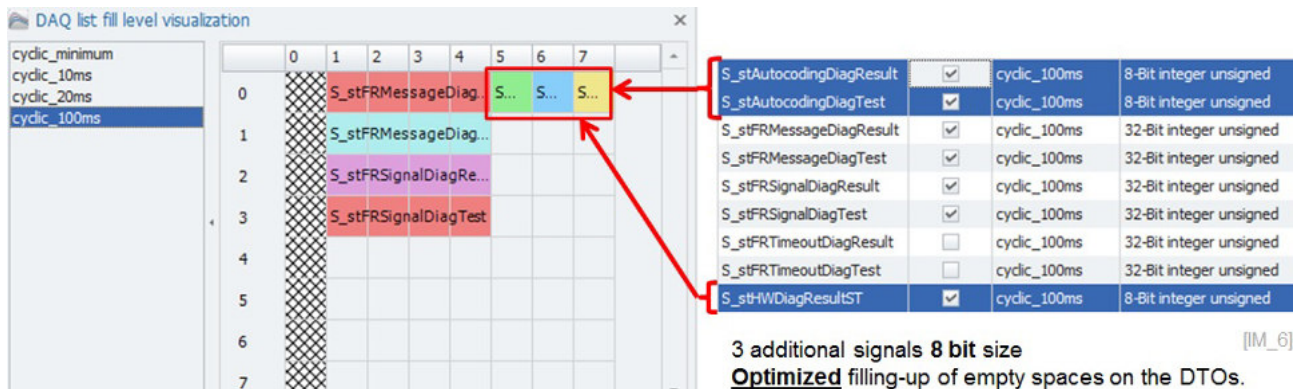 DAQ list fill level visualization ×
cyclic_minimum
cyclic_10ms
cyclic_20ms
cyclic_100ms
0 1 2 3 4 5 6 7
0 S_stFRMessageDiag... S... S... S...
1 S_stFRMessageDiag...
2 S_stFRSignalDiagRe...
3 S_stFRSignalDiagTest
4
5
6
7
S_stAutocodingDiagResult cyclic_100ms 8-Bit integer unsigned
S_stAutocodingDiagTest cyclic_100ms 8-Bit integer unsigned
S_stFRMessageDiagResult cyclic_100ms 32-Bit integer unsigned
S_stFRMessageDiagTest cyclic_100ms 32-Bit integer unsigned
S_stFRSignalDiagResult cyclic_100ms 32-Bit integer unsigned
S_stFRSignalDiagTest cyclic_100ms 32-Bit integer unsigned
S_stFRTimeoutDiagResult cyclic_100ms 32-Bit integer unsigned
S_stFRTimeoutDiagTest cyclic_100ms 32-Bit integer unsigned
S_stHWDiagResultST cyclic_100ms 8-Bit integer unsigned
[IM_6]
3 additional signals 8 bit size
Optimized filling-up of empty spaces on the DTOs.